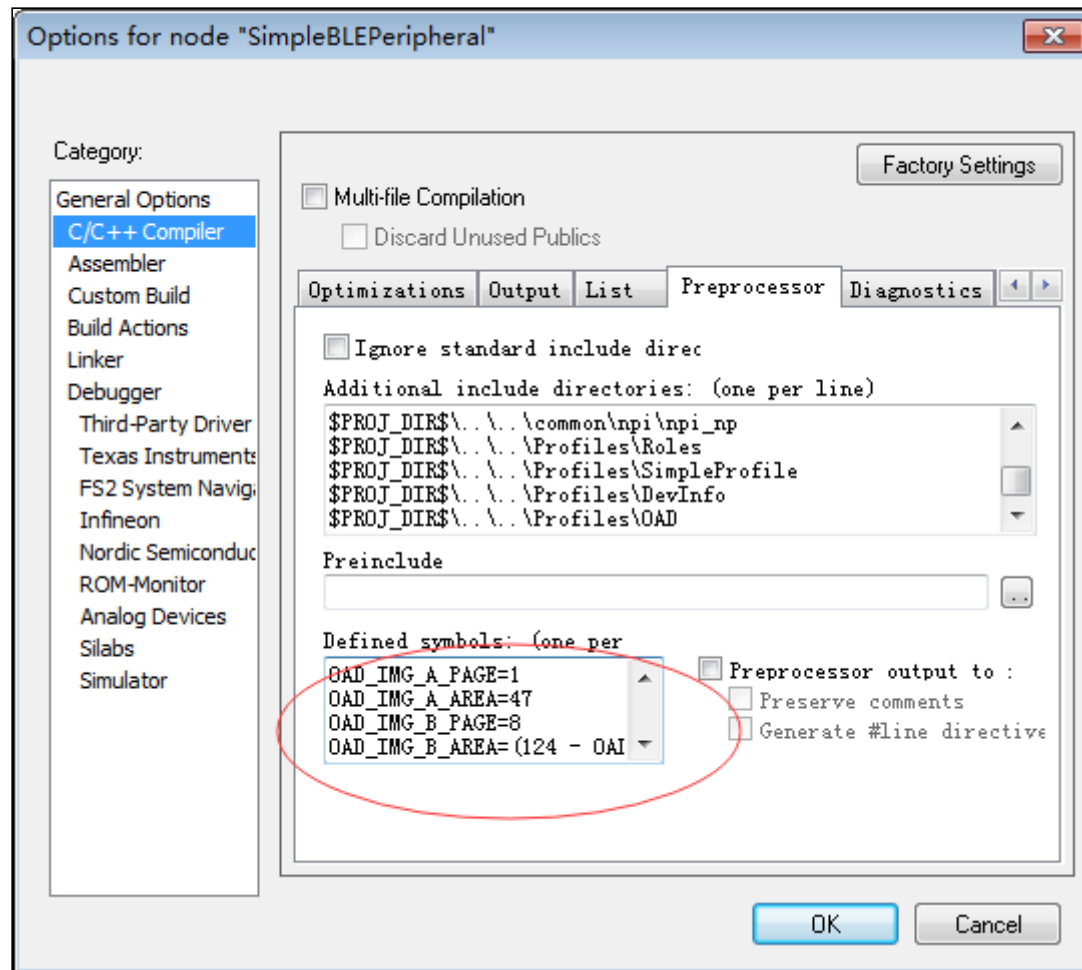 Options for node "SimpleBLEPeripheral"
Category:
General Options
C/C++ Compiler
Assembler
Custom Build
Build Actions
Linker
Debugger
Third-Party Driver
Texas Instruments
FS2 System Naviga
Infineon
Nordic Semiconduc
ROM-Monitor
Analog Devices
Silabs
Simulator
Factory Settings
Multi-file Compilation
Discard Unused Publics
Optimizations Output List Preprocessor Diagnostics
Ignore standard include direc
Additional include directories: (one per line)
$PROJ_DIR$\..\..\common\npi\npi_np
$PROJ_DIR$\..\..\Profiles\Roles
$PROJ_DIR$\..\..\Profiles\SimpleProfile
$PROJ_DIR$\..\..\Profiles\DevInfo
$PROJ_DIR$\..\..\Profiles\OAD
Preinclude
..
Defined symbols: (one per
OAD_IMG_A_PAGE=1
OAD_IMG_A_AREA=47
OAD_IMG_B_PAGE=8
OAD_IMG_B_AREA=(124 - OAI
Preprocessor output to :
Preserve comments
Generate #line directive
OK Cancel